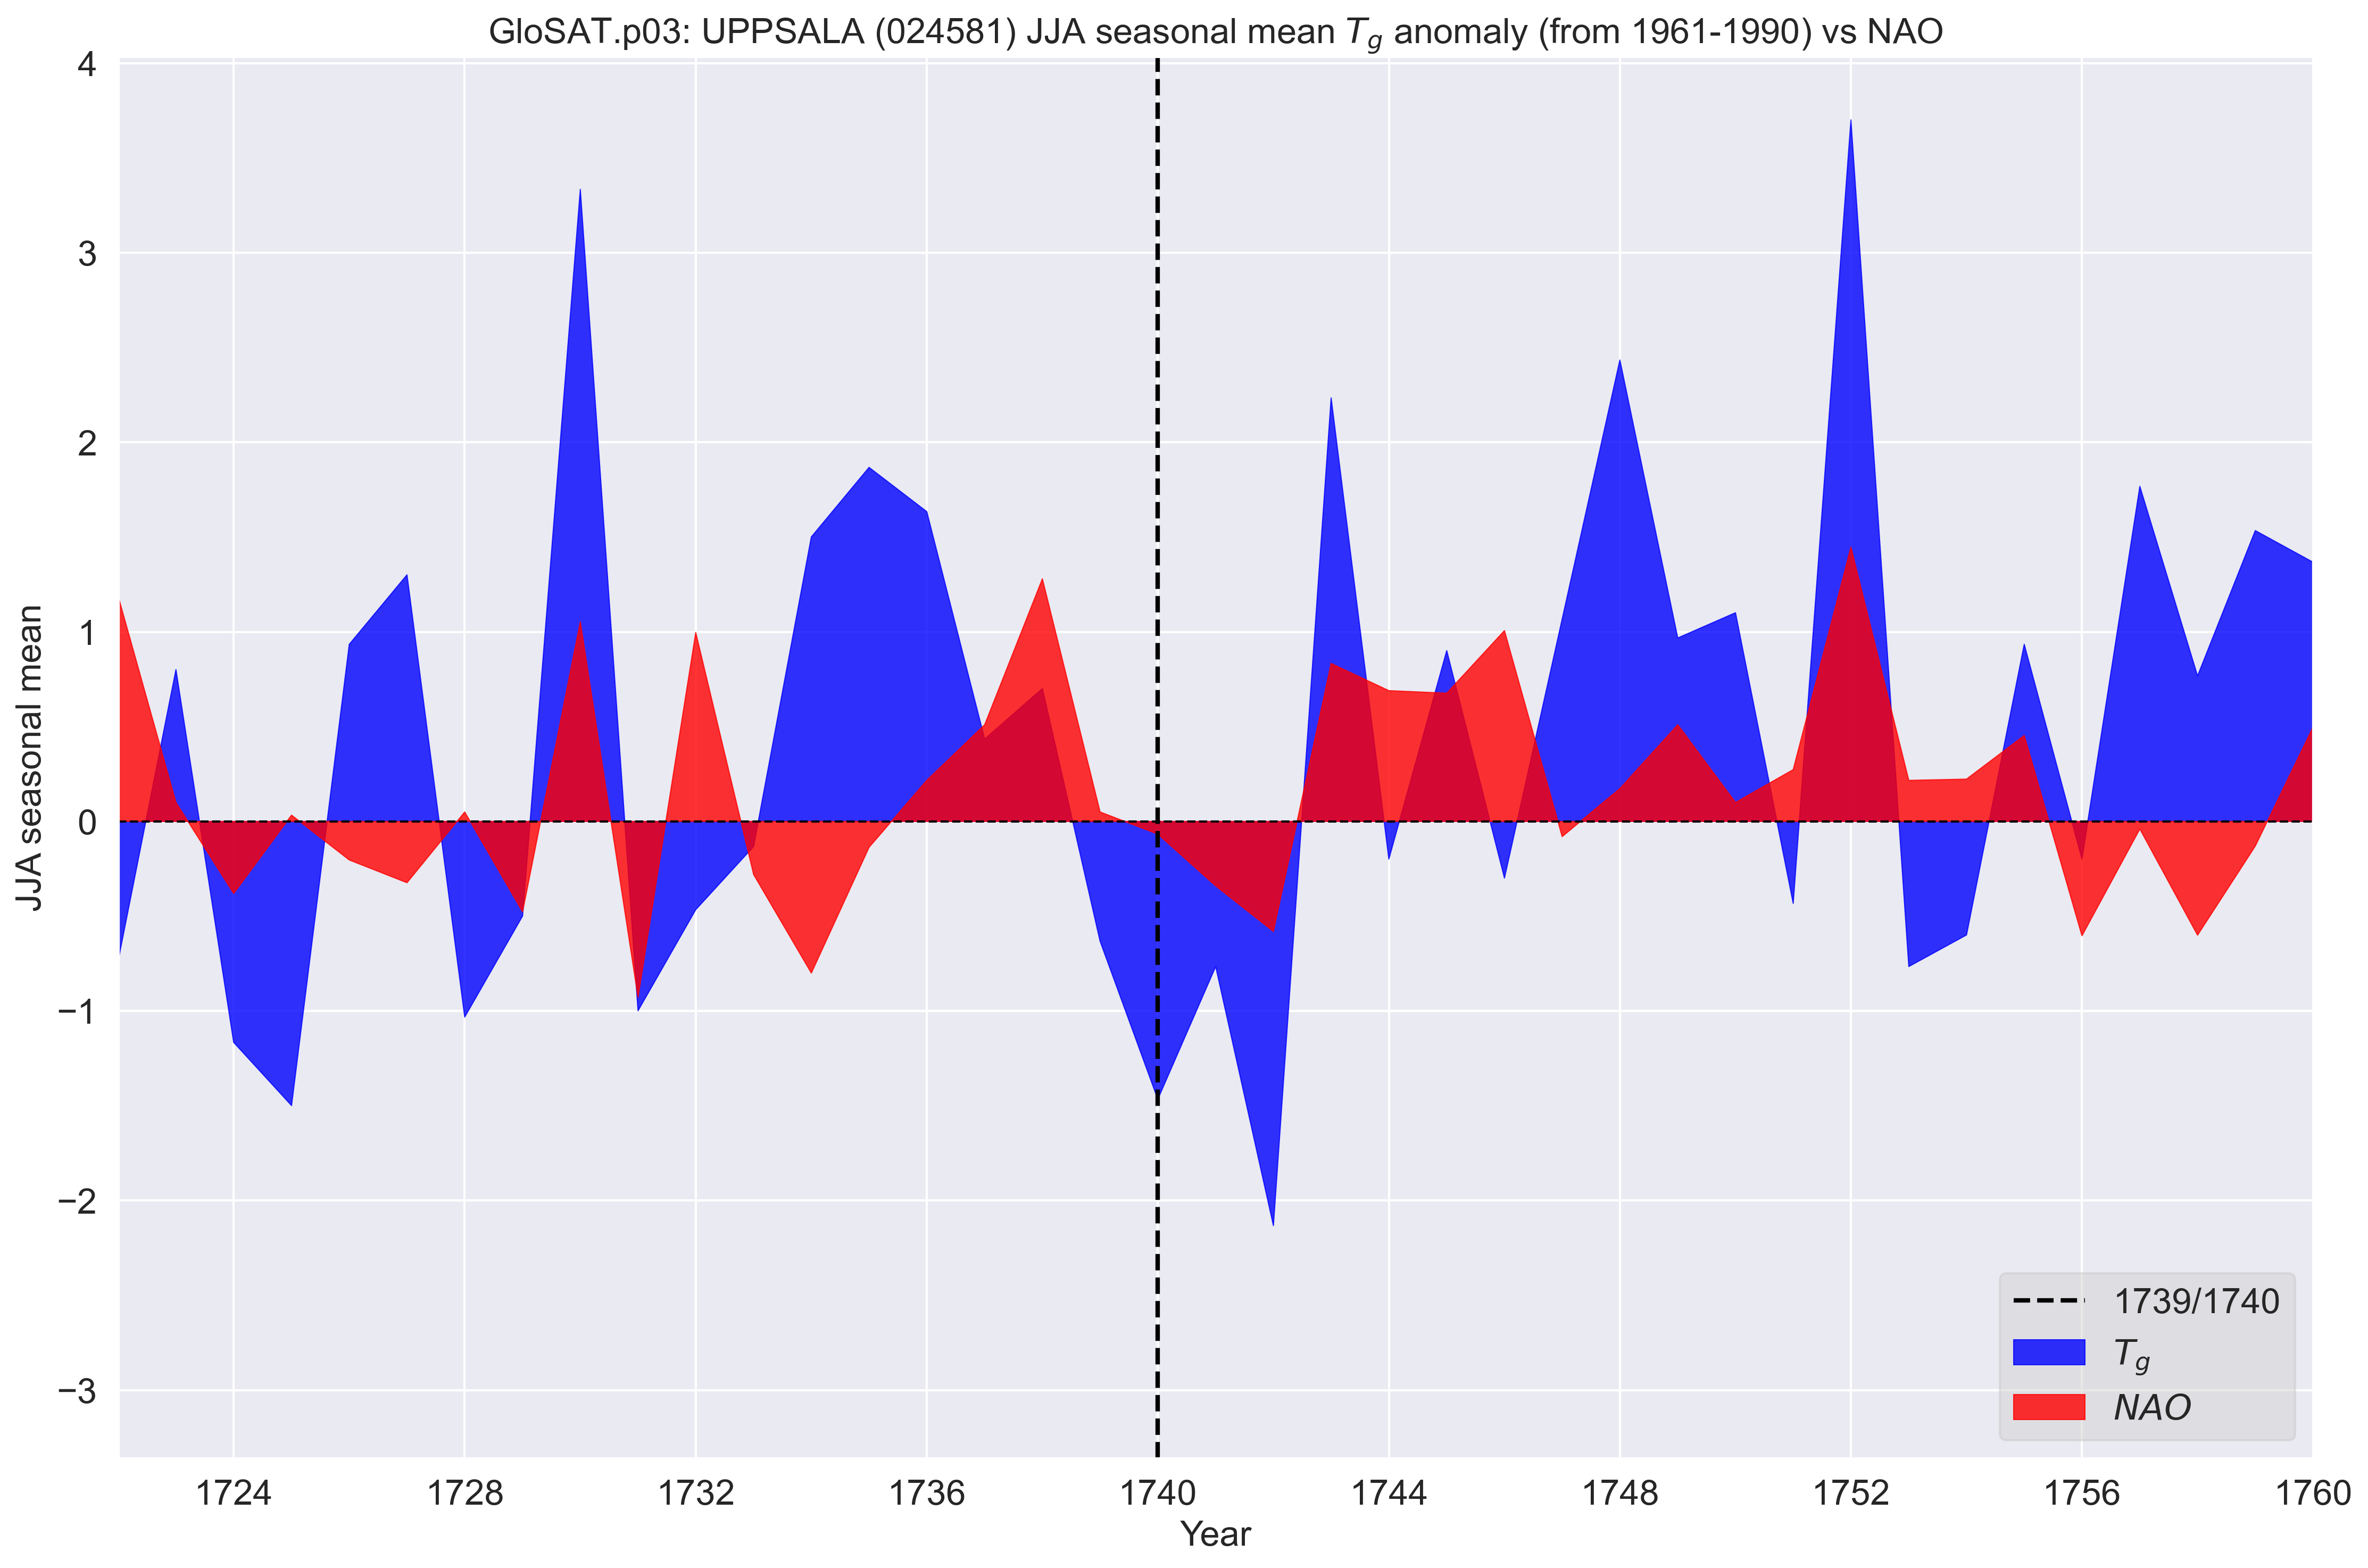 GloSAT.p03: UPPSALA (024581) JJA seasonal mean Tg anomaly (from 1961-1990) vs NAO
4
3
2
1
0
−1
−2
−3
JJA seasonal mean
1739/1740
Tg
NAO
1724 1728 1732 1736 1740 1744 1748 1752 1756 1760
Year